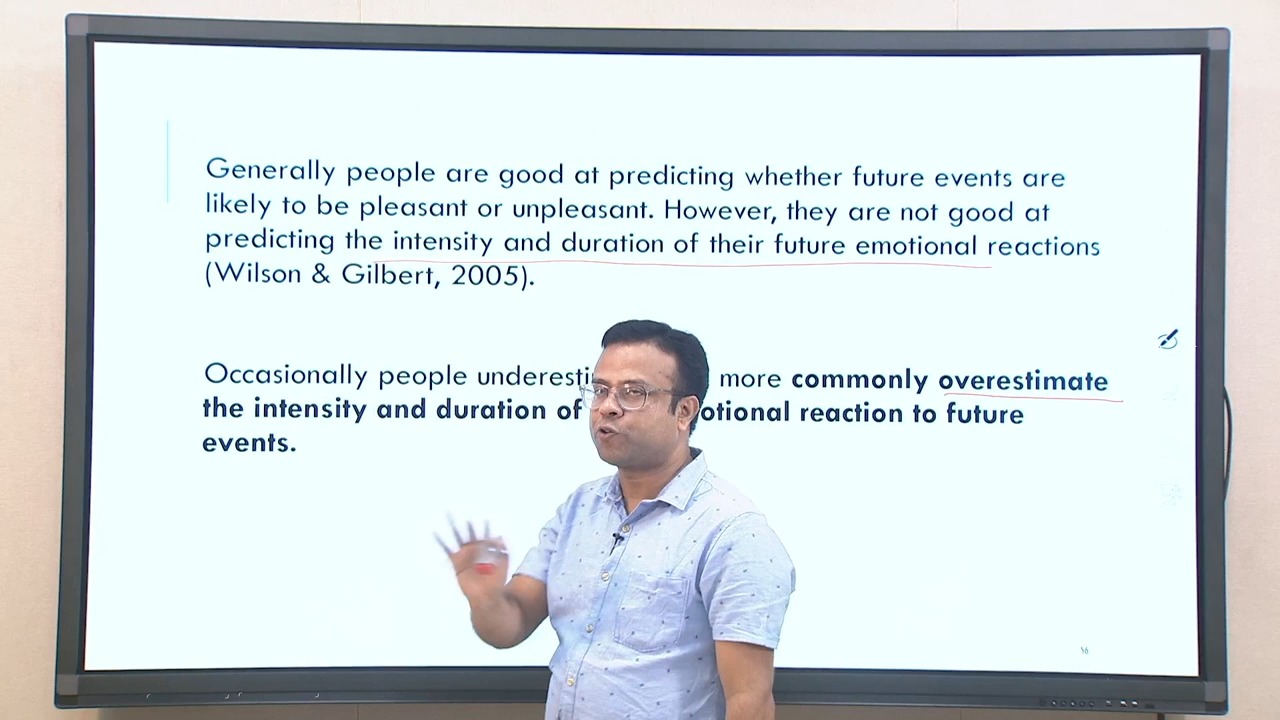 Generally people are good at predicting whether future events are
likely to be pleasant or unpleasant. However, they are not good at
predicting the intensity and duration of their future emotional reactions
(Wilson & Gilbert, 2005).
Occasionally people more commonly overestimate
the intensity and duration of reaction to future
events.
16